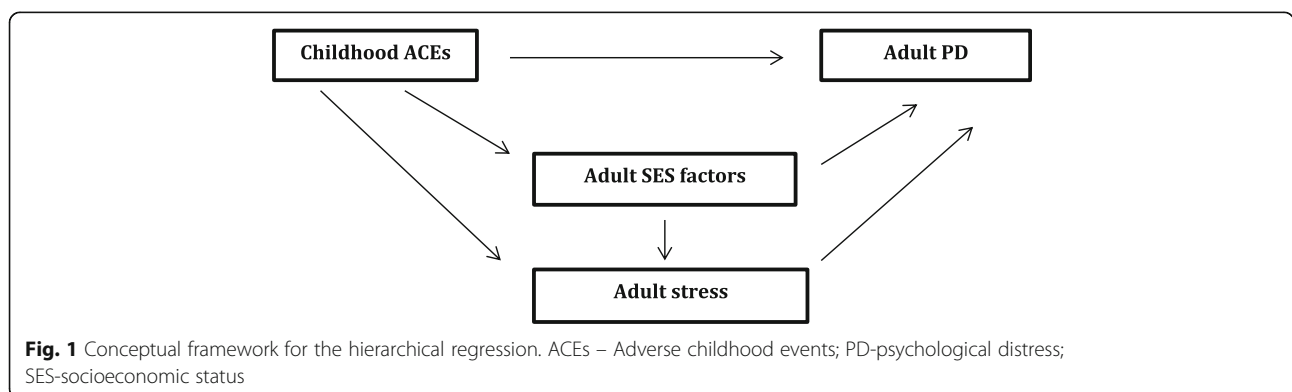 Childhood ACEs
Adult PD
Adult SES factors
Adult stress
Fig. 1 Conceptual framework for the hierarchical regression. ACEs – Adverse childhood events; PD-psychological distress;
SES-socioeconomic status